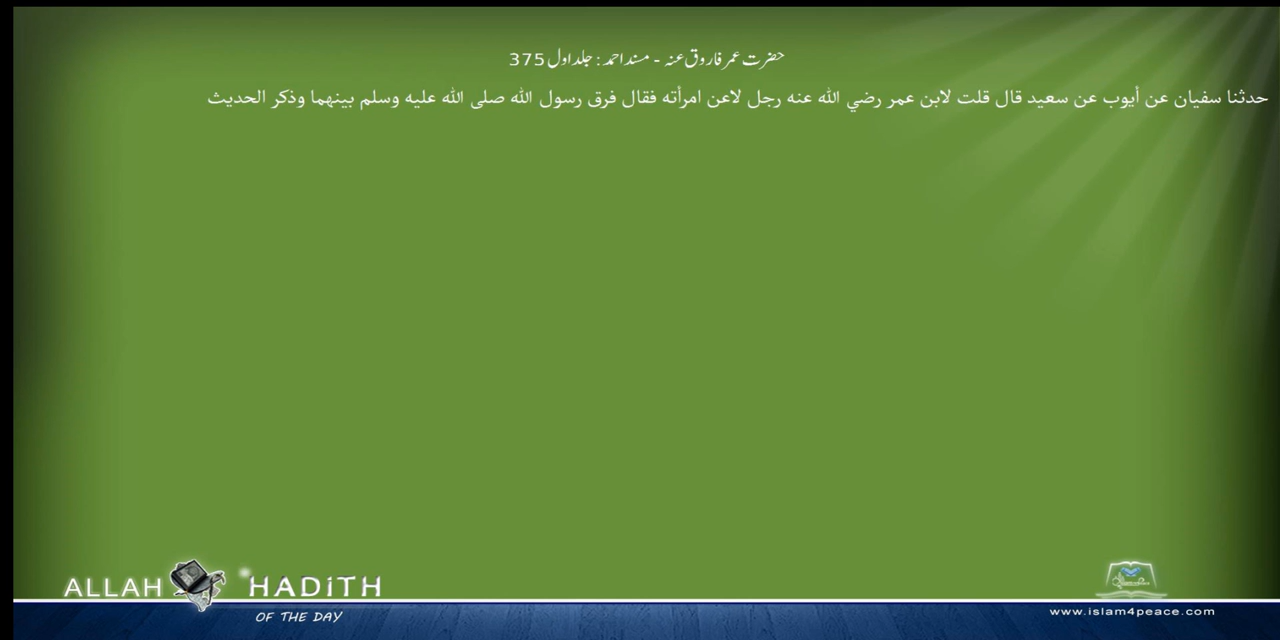 حضرت عمر فاروق عنہ - مسند احمد : جلد اول 375
حدثنا سفيان عن أيوب عن سعيد قال قلت لابن عمر رضي الله عنه رجل لاعن امرأته فقال فرق رسول الله صلى الله عليه وسلم بينهما وذكر الحديث
ALLAH HADITH
OF THE DAY
www.islam4peace.com